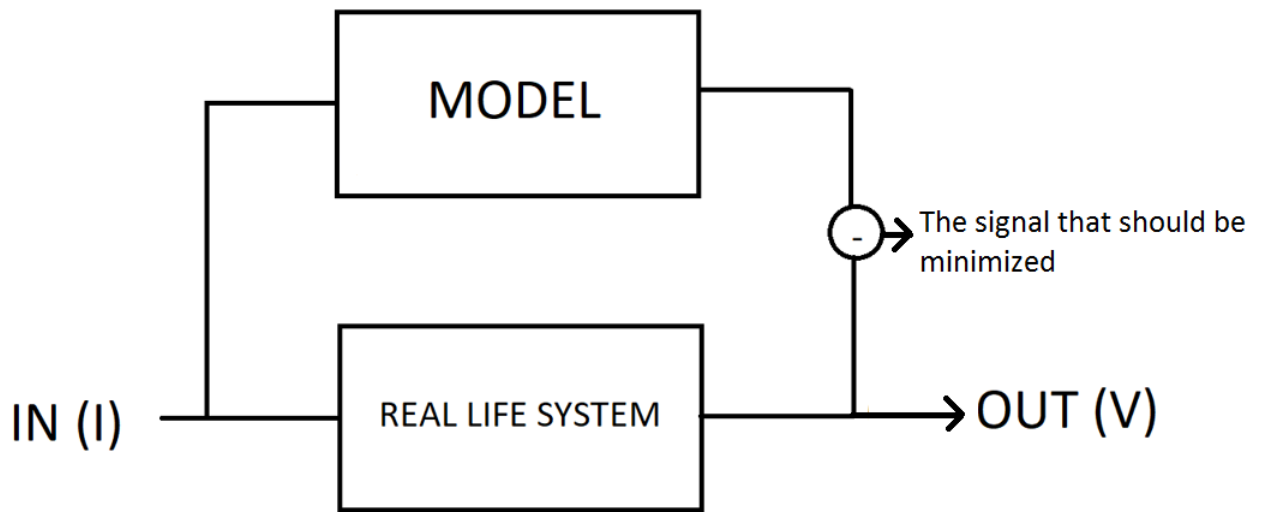 MODEL
-
The signal that should be
minimized
IN (I)
REAL LIFE SYSTEM
OUT (V)